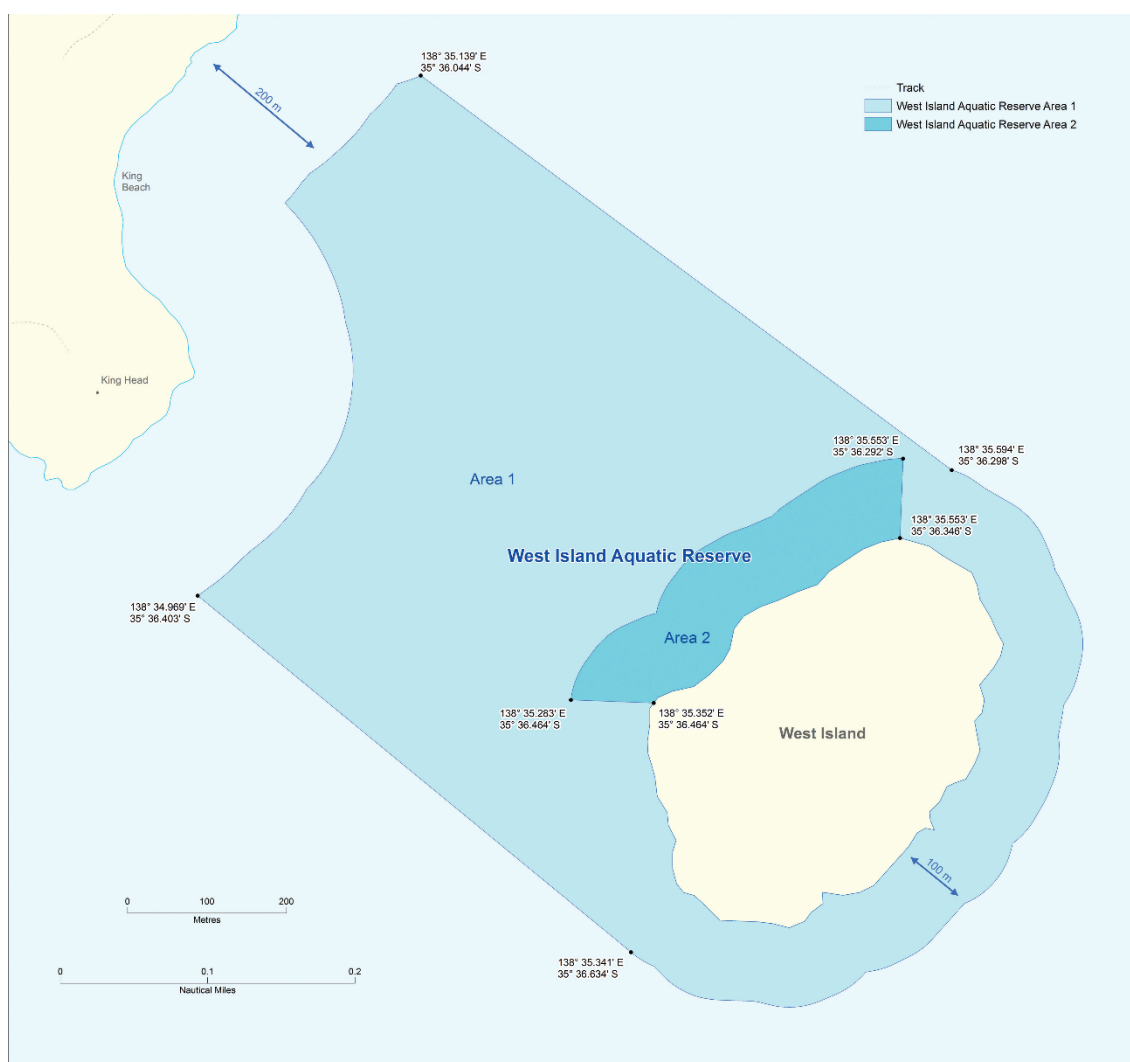 138° 35.139' E
35° 36.044' S
200 m
Track
West Island Aquatic Reserve Area 1
West Island Aquatic Reserve Area 2
King
Beach
King Head
138° 35.553' E
35° 36.292' S
138° 35.594' E
35° 36.298' S
Area 1
138° 35.553' E
35° 36.346' S
West Island Aquatic Reserve
138° 34.969' E
35° 36.403' S
Area 2
138° 35.283' E
35° 36.464' S
138° 35.352' E
35° 36.464' S
West Island
100 m
0 100 200
Metres
138° 35.341' E
35° 36.634' S
0 0.1 0.2
Nautical Miles